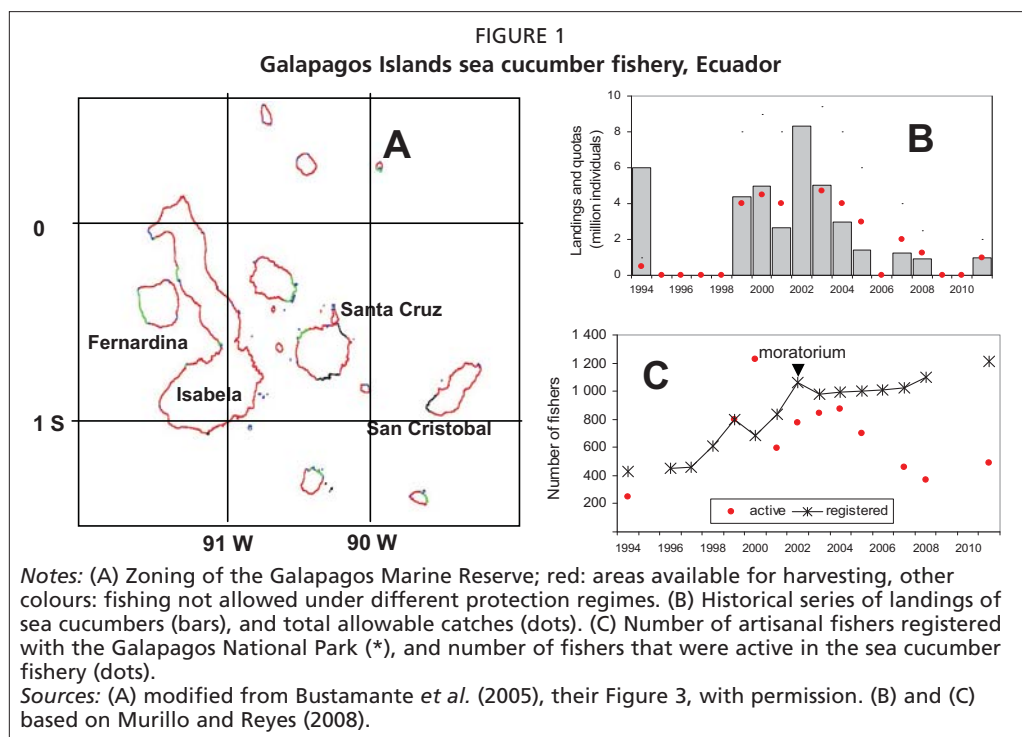 FIGURE 1
Galapagos Islands sea cucumber fishery, Ecuador
A
0
1 S
91 W
90 W
Fernardina
Isabela
Santa Cruz
San Cristobal
B
Landings and quotas
(million individuals)
10
8
6
4
2
0
1994 1996 1998 2000 2002 2004 2006 2008 2010
C
moratorium
Number of fishers
1 400
1 200
1 000
800
600
400
200
active registered
1994 1996 1998 2000 2002 2004 2006 2008 2010
Notes: (A) Zoning of the Galapagos Marine Reserve; red: areas available for harvesting, other
colours: fishing not allowed under different protection regimes. (B) Historical series of landings of
sea cucumbers (bars), and total allowable catches (dots). (C) Number of artisanal fishers registered
with the Galapagos National Park (*), and number of fishers that were active in the sea cucumber
fishery (dots).
Sources: (A) modified from Bustamante et al. (2005), their Figure 3, with permission. (B) and (C)
based on Murillo and Reyes (2008).